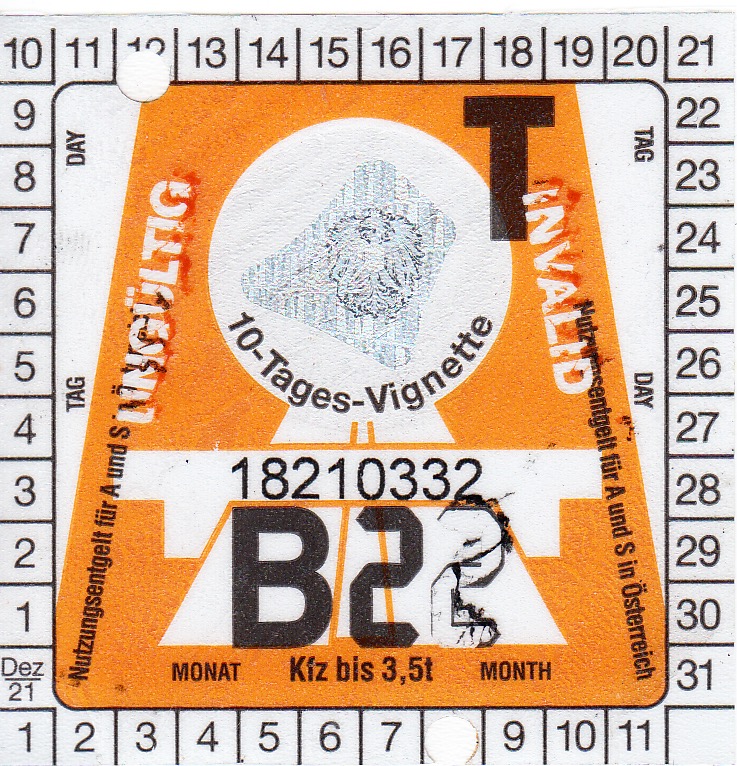 10 11 12 13 14 15 16 17 18 19 20 21
9 22
8 23
7 24
6 25
5 26
4 27
3 28
2 29
1 30
Dez
21
31
1 2 3 4 5 6 7 9 10 11
DAY
TAG
TAG
DAY
T
UNGÜLTIG
INVALID
10-Tages-Vignette
Nutzungsentgelt für A und S
Nutzungsentgelt für A und S in Österreich
18210332
B22
MONAT Kfz bis 3,5t MONTH